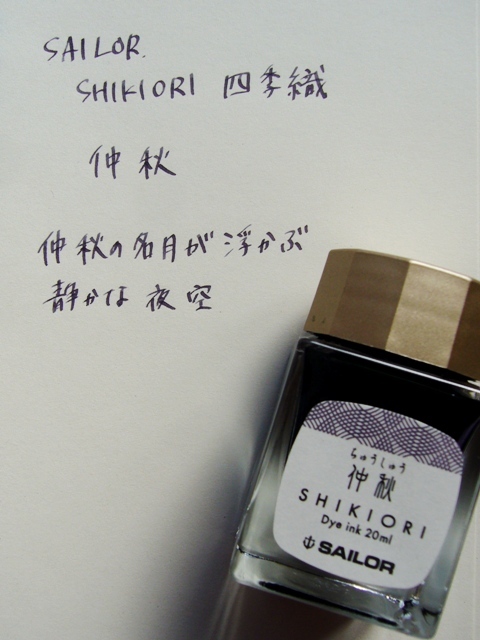 SAILOR.
SHIKIORI 四季織
仲秋
仲秋の名月が浮かぶ
静かな夜空
ちゅうしゅう
仲秋
SHIKIORI
Dye ink 20ml
SAILOR